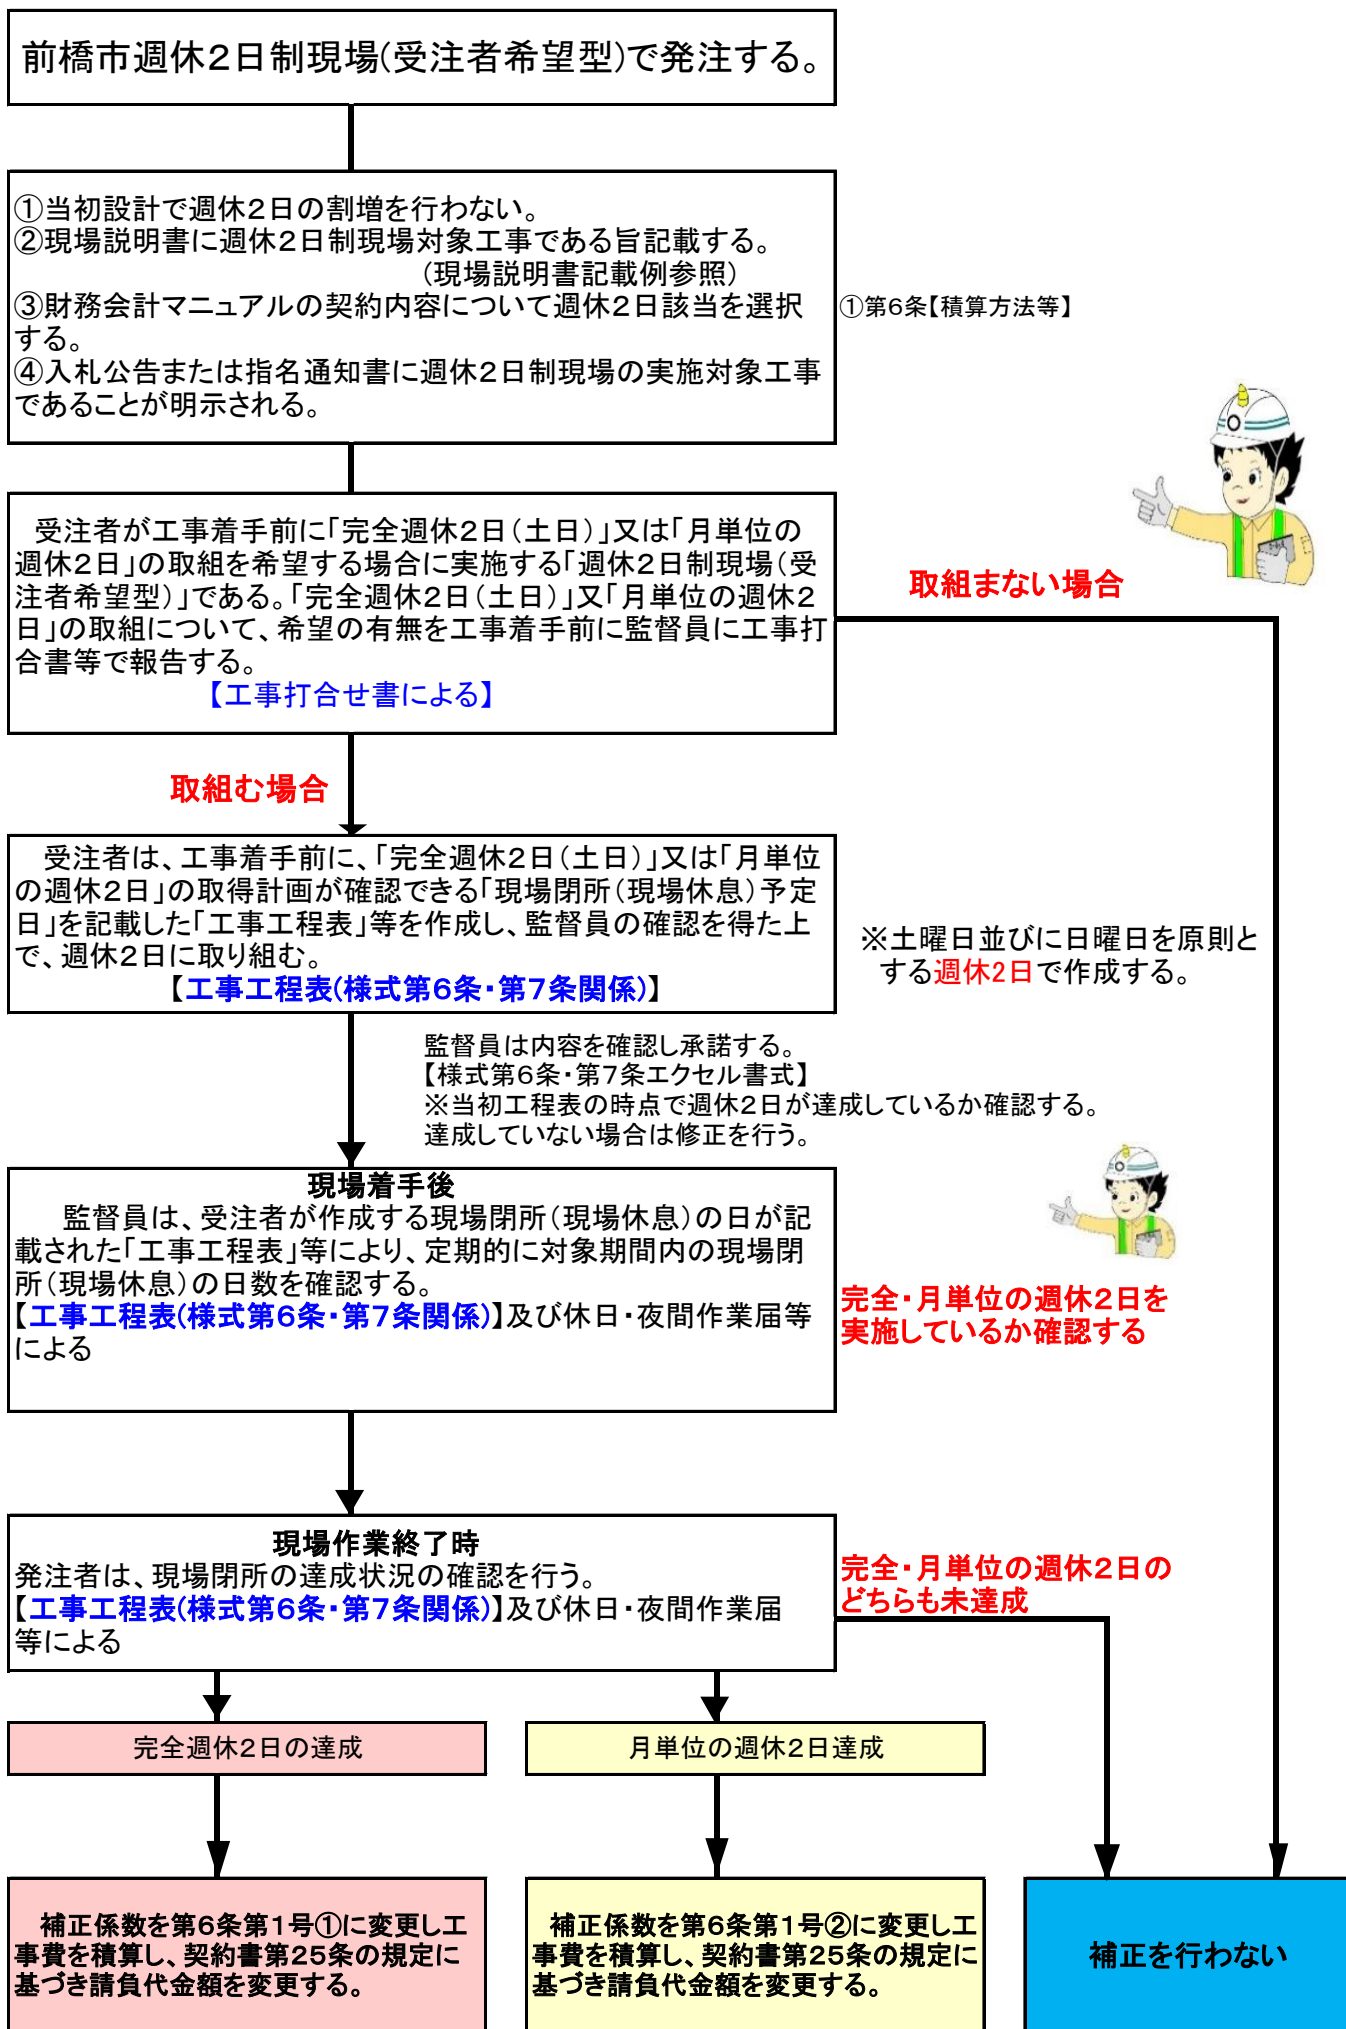 前橋市週休２日制現場(受注者希望型)で発注する。
①当初設計で週休２日の割増を行わない。
②現場説明書に週休２日制現場対象工事である旨記載する。
（現場説明書記載例参照）
③財務会計マニュアルの契約内容について週休２日該当を選択
する。
④入札公告または指名通知書に週休２日制現場の実施対象工事
であることが明示される。
①第6条【積算方法等】
受注者が工事着手前に「完全週休２日（土日）」又は「月単位の
週休２日」の取組を希望する場合に実施する「週休２日制現場（受
注者希望型）」である。「完全週休２日（土日）」又「月単位の週休２
日」の取組について、希望の有無を工事着手前に監督員に工事打
合書等で報告する。
【工事打合せ書による】
取組まない場合
取組む場合
受注者は、工事着手前に、「完全週休２日（土日）」又は「月単位
の週休２日」の取得計画が確認できる「現場閉所（現場休息）予定
日」を記載した「工事工程表」等を作成し、監督員の確認を得た上
で、週休２日に取り組む。
【工事工程表(様式第６条・第７条関係)】
※土曜日並びに日曜日を原則と
する週休2日で作成する。
監督員は内容を確認し承諾する。
【様式第６条・第７条エクセル書式】
※当初工程表の時点で週休２日が達成しているか確認する。
達成していない場合は修正を行う。
現場着手後
監督員は、受注者が作成する現場閉所（現場休息）の日が記
載された「工事工程表」等により、定期的に対象期間内の現場閉
所（現場休息）の日数を確認する。
【工事工程表(様式第６条・第７条関係)】及び休日・夜間作業届等
による
完全・月単位の週休２日を
実施しているか確認する
現場作業終了時
発注者は、現場閉所の達成状況の確認を行う。
【工事工程表(様式第６条・第７条関係)】及び休日・夜間作業届
等による
完全・月単位の週休２日の
どちらも未達成
完全週休２日の達成
月単位の週休２日達成
補正係数を第６条第１号①に変更し工
事費を積算し、契約書第25条の規定に
基づき請負代金額を変更する。
補正係数を第６条第１号②に変更し工
事費を積算し、契約書第25条の規定に
基づき請負代金額を変更する。
補正を行わない